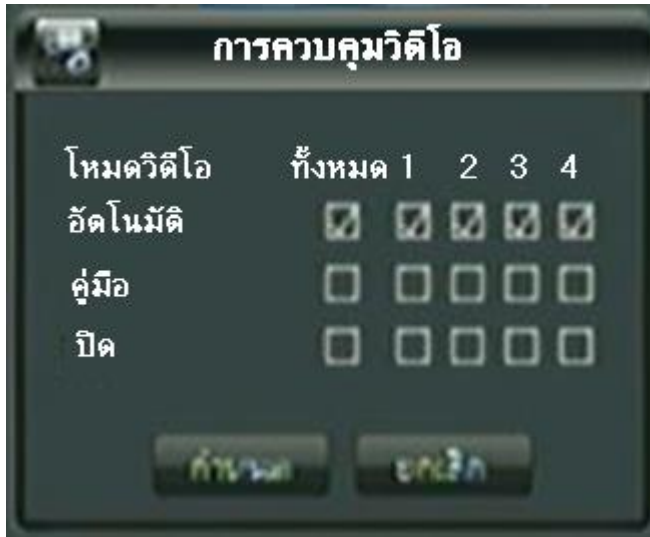 การควบคุมวิดิโอ
โหมดวิดีโอ ทั้งหมด 1 2 3 4
อัดโนมัดิ
คู่มือ
ปิด
กำหนด ยกเลิก